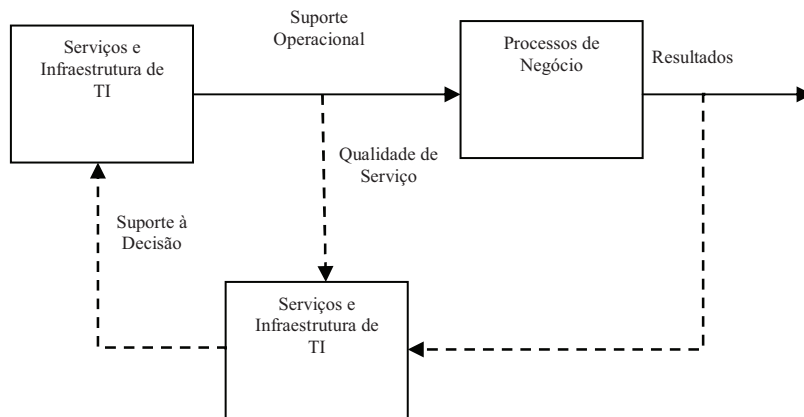 Serviços e
Infraestrutura de
TI
Suporte
Operacional
Processos de
Negócio
Resultados
Qualidade de
Serviço
Suporte à
Decisão
Serviços e
Infraestrutura de
TI